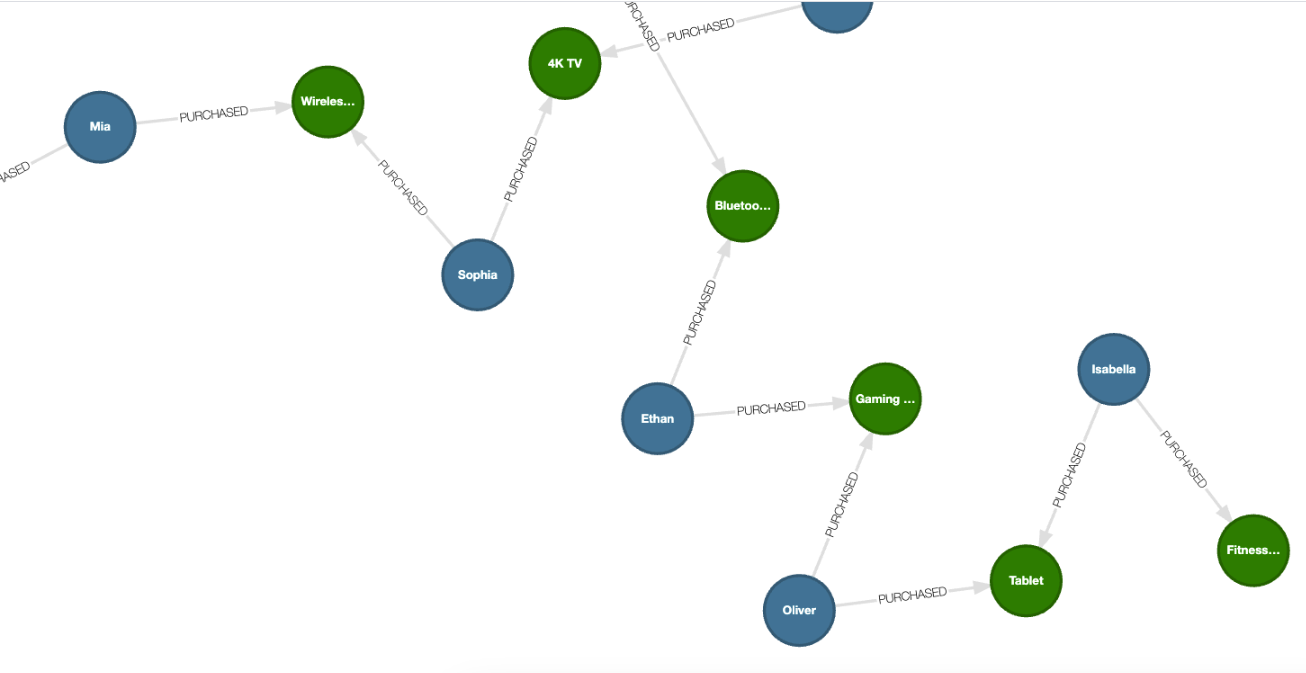 PURCHASED
PURCHASED
4K TV
Wireles...
PURCHASED
Mia
PURCHASED
PURCHASED
Bluetoo...
Sophia
PURCHASED
Isabella
Gaming ...
PURCHASED
Ethan
PURCHASED
PURCHASED
PURCHASED
Fitness...
Tablet
PURCHASED
Oliver